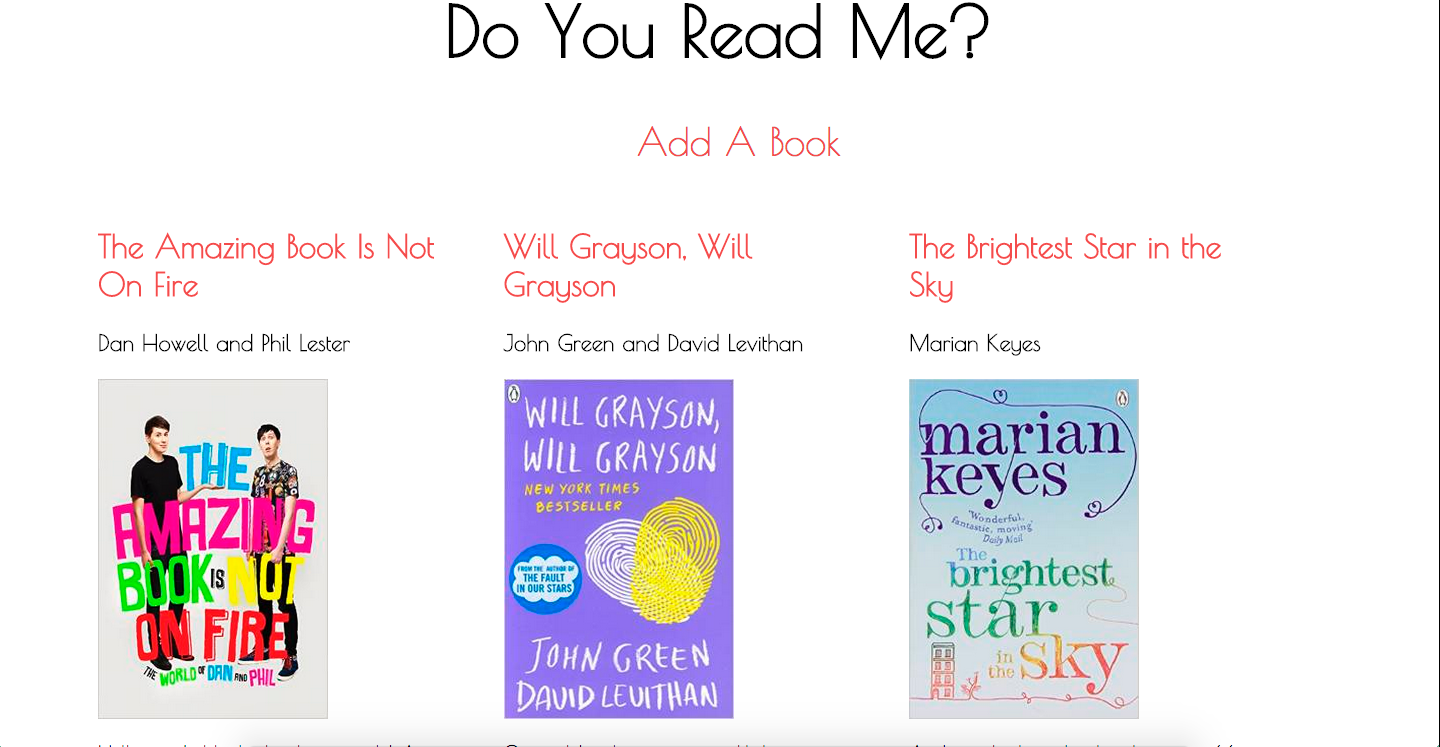 Do You Read Me?
Add A Book
The Amazing Book Is Not
On Fire
Dan Howell and Phil Lester
THE
AMAZING
BOOK IS NOT
ON FIRE
THE WORLD OF DAN AND PHIL
Will Grayson, Will
Grayson
John Green and David Levithan
WILL GRAYSON,
WILL GRAYSON
NEW YORK TIMES
BESTSELLER
FROM THE AUTHOR OF
THE FAULT
IN OUR STARS
JOHN GREEN
DAVID LEVITHAN
The Brightest Star in the
Sky
Marian Keyes
marian
keyes
'Wonderful,
fantastic, moving'
Daily Mail
The
brightest
star
in
the sky